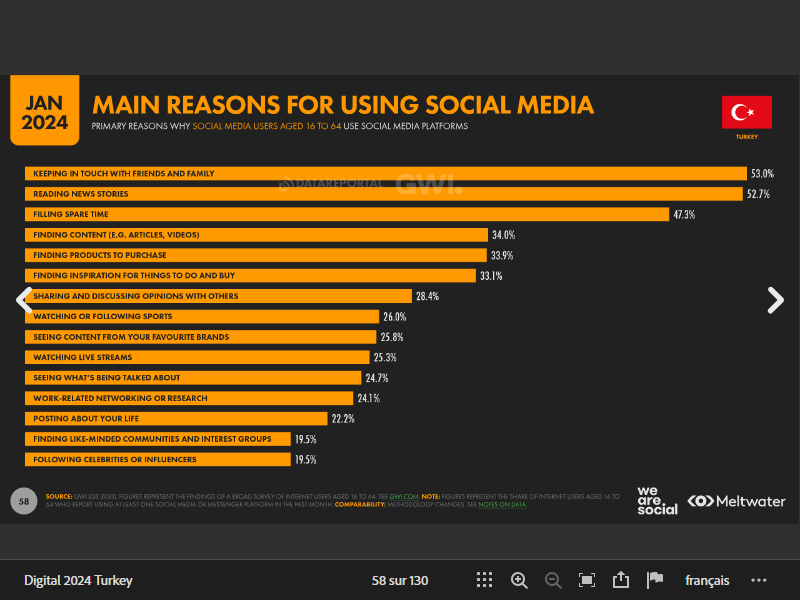 JAN
2024
MAIN REASONS FOR USING SOCIAL MEDIA
PRIMARY REASONS WHY SOCIAL MEDIA USERS AGED 16 TO 64 USE SOCIAL MEDIA PLATFORMS
TURKEY
KEEPING IN TOUCH WITH FRIENDS AND FAMILY 53.0%
DATAREPORTAL GWI.
READING NEWS STORIES 52.7%
FILLING SPARE TIME 47.3%
FINDING CONTENT (E.G. ARTICLES, VIDEOS) 34.0%
FINDING PRODUCTS TO PURCHASE 33.9%
FINDING INSPIRATION FOR THINGS TO DO AND BUY 33.1%
SHARING AND DISCUSSING OPINIONS WITH OTHERS 28.4%
WATCHING OR FOLLOWING SPORTS 26.0%
SEEING CONTENT FROM YOUR FAVOURITE BRANDS 25.8%
WATCHING LIVE STREAMS 25.3%
SEEING WHAT'S BEING TALKED ABOUT 24.7%
WORK-RELATED NETWORKING OR RESEARCH 24.1%
POSTING ABOUT YOUR LIFE 22.2%
FINDING LIKE-MINDED COMMUNITIES AND INTEREST GROUPS 19.5%
FOLLOWING CELEBRITIES OR INFLUENCERS 19.5%
58
SOURCE: GWI (Q3 2023). FIGURES REPRESENT THE FINDINGS OF A BROAD SURVEY OF INTERNET USERS AGED 16 TO 64. SEE GWI.COM. NOTE: FIGURES REPRESENT THE SHARE OF INTERNET USERS AGED 16 TO
64 WHO REPORT USING AT LEAST ONE SOCIAL MEDIA OR MESSENGER PLATFORM IN THE PAST MONTH. COMPARABILITY: METHODOLOGY CHANGES. SEE NOTES ON DATA.
we
are.
social
Meltwater
Digital 2024 Turkey
58 sur 130
français